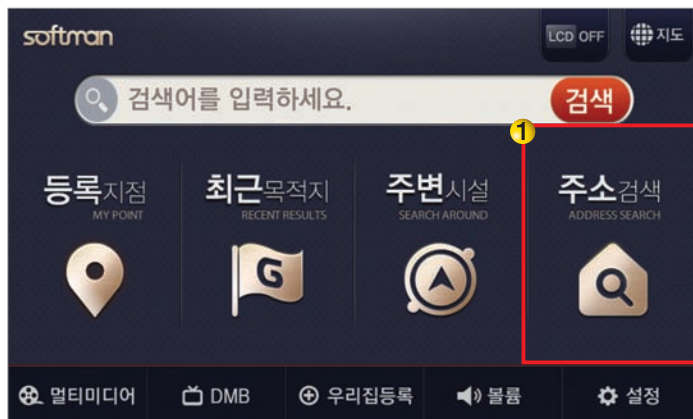 softman
LCD OFF
지도
검색어를 입력하세요.
검색
1
등록지점
MY POINT
최근목적지
RECENT RESULTS
G
주변시설
SEARCH AROUND
주소검색
ADDRESS SEARCH
멀티미디어
DMB
우리집등록
볼륨
설정